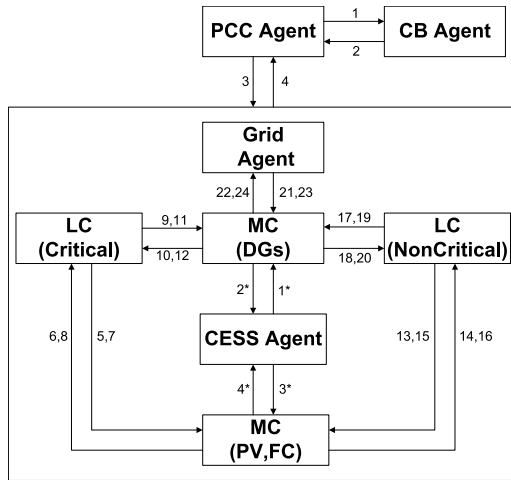 PCC Agent
1
2
CB Agent
3
4
Grid
Agent
22,24
21,23
LC
(Critical)
9,11
10,12
MC
(DGs)
17,19
18,20
LC
(NonCritical)
2*
1*
6,8
5,7
CESS Agent
13,15
14,16
4*
3*
MC
(PV,FC)